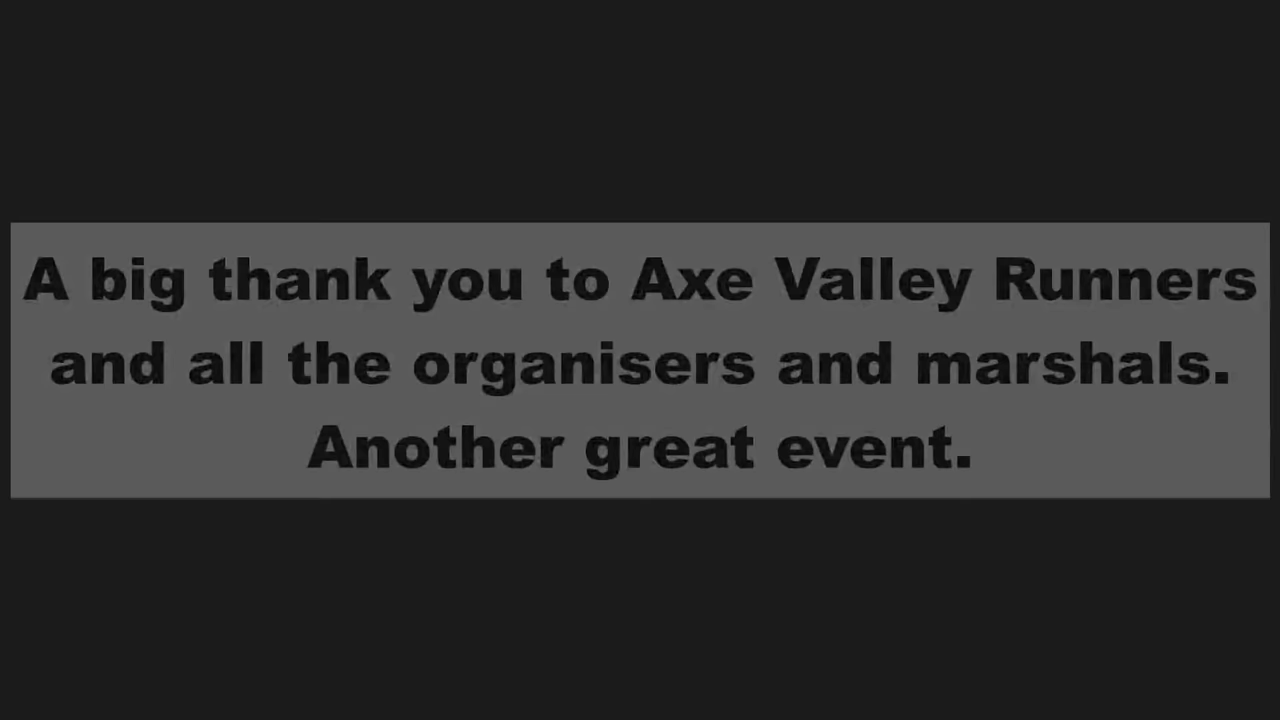 A big thank you to Axe Valley Runners
and all the organisers and marshals.
Another great event.